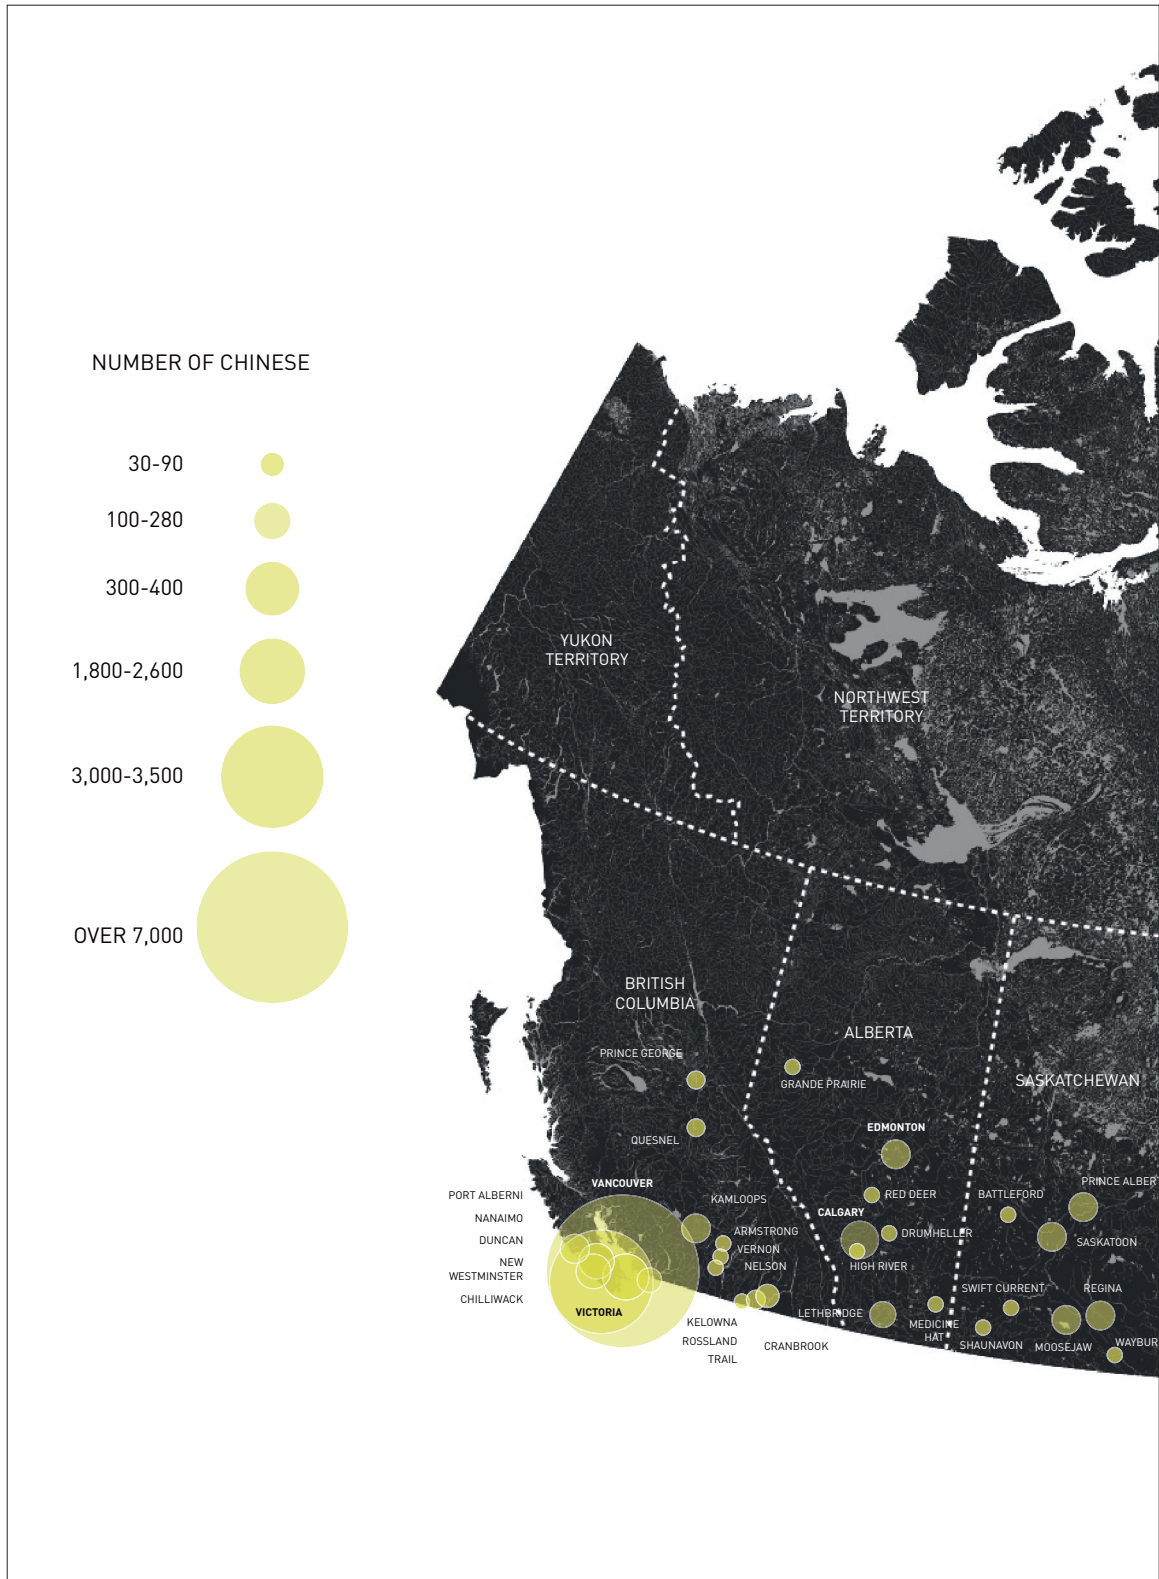 NUMBER OF CHINESE
30-90
100-280
300-400
1,800-2,600
3,000-3,500
OVER 7,000
YUKON
TERRITORY
NORTHWEST
TERRITORY
BRITISH
COLUMBIA
ALBERTA
SASKATCHEWAN
PRINCE GEORGE
GRANDE PRAIRIE
QUESNEL
EDMONTON
VANCOUVER
PORT ALBERNI
NANAIMO
DUNCAN
NEW
WESTMINSTER
CHILLIWACK
VICTORIA
KAMLOOPS
ARMSTRONG
VERNON
NELSON
KELOWNA
ROSSLAND
TRAIL
CRANBROOK
RED DEER
CALGARY
DRUMHELLER
HIGH RIVER
LETHBRIDGE
MEDICINE
HAT
BATTLEFORD
PRINCE ALBERT
SASKATOON
SWIFT CURRENT
REGINA
SHAUNAVON
MOOSEJAW
WAYBUR